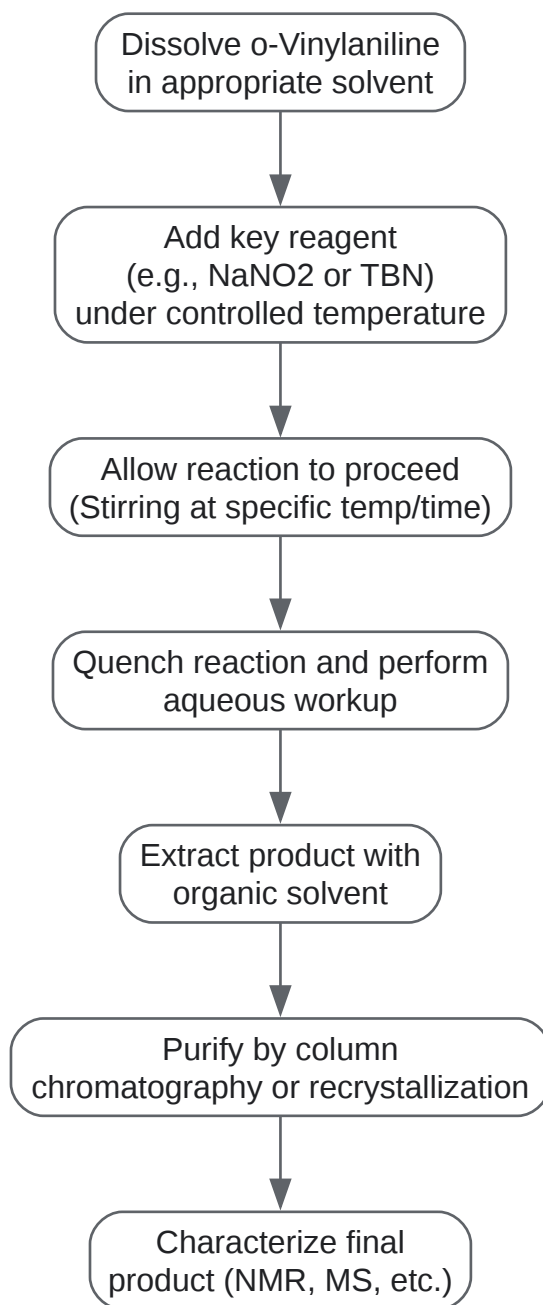 Dissolve o-Vinylaniline
in appropriate solvent
Add key reagent
(e.g., NaNO2 or TBN)
under controlled temperature
Allow reaction to proceed
(Stirring at specific temp/time)
Quench reaction and perform
aqueous workup
Extract product with
organic solvent
Purify by column
chromatography or recrystallization
Characterize final
product (NMR, MS, etc.)